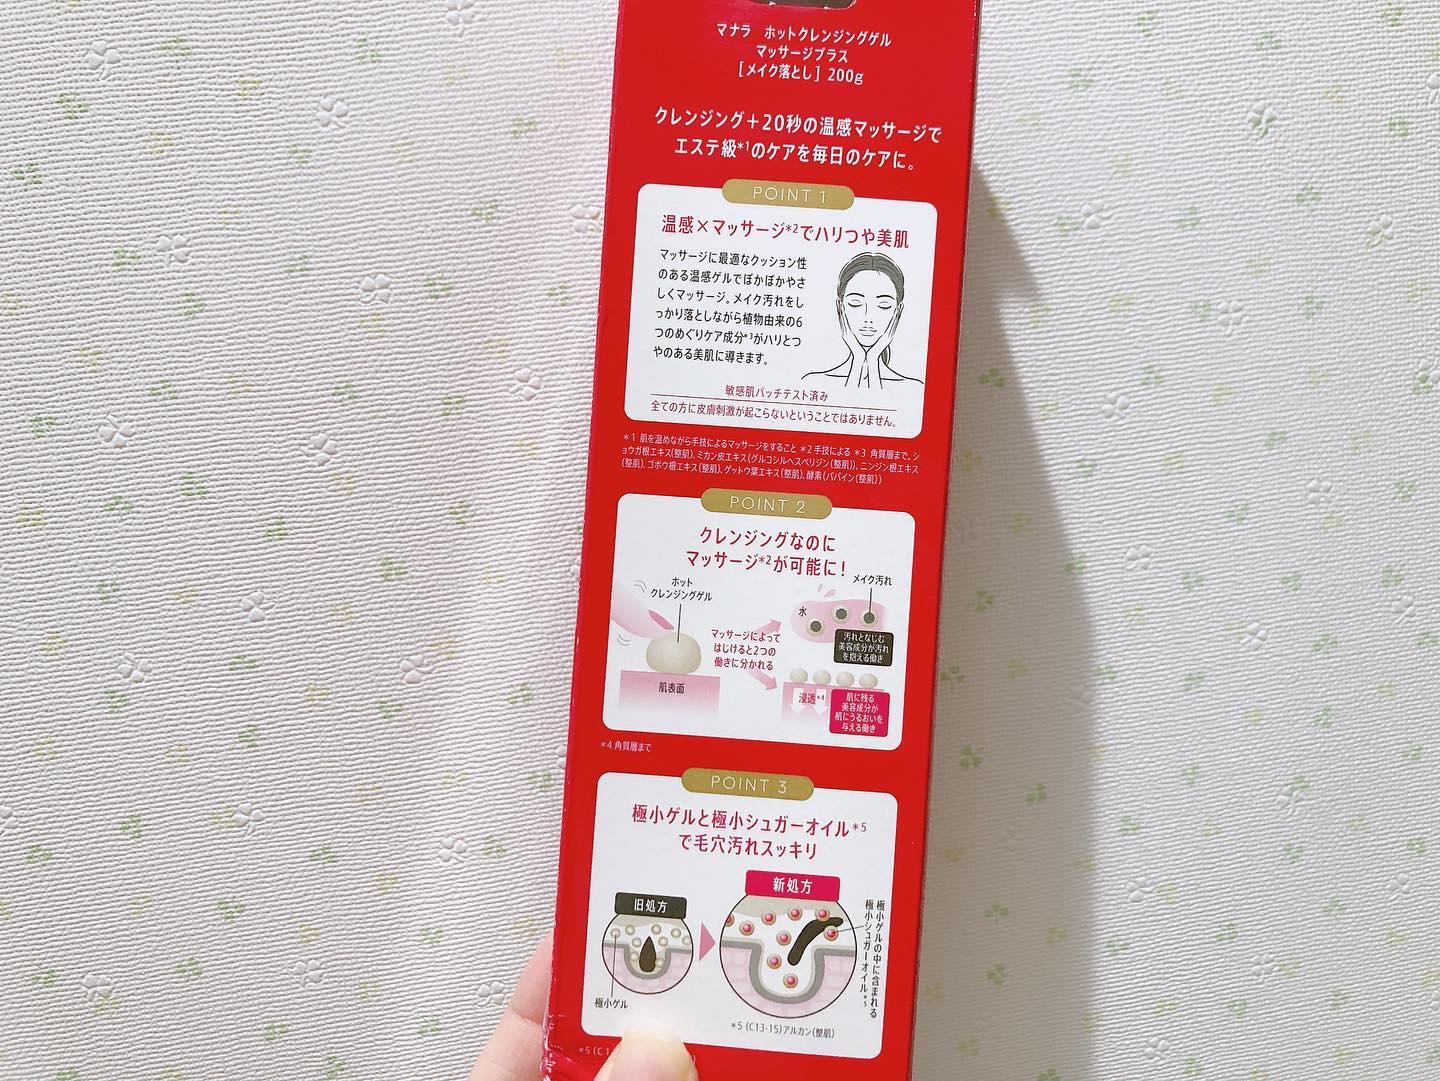 マナラ ホットクレンジングゲル
マッサージプラス
[メイク落とし] 200g
クレンジング+20秒の温感マッサージで
エステ級*1のケアを毎日のケアに。
POINT 1
温感×マッサージ*2でハリつや美肌
マッサージに最適なクッション性
のある温感ゲルでぽかぽかやさ
しくマッサージ。メイク汚れをし
っかり落としながら植物由来の6
つのめぐりケア成分*3がハリとつ
やのある美肌に導きます。
敏感肌パッチテスト済み
全ての方に皮膚刺激が起こらないということではありません。
*1 肌を温めながら手技によるマッサージをすること *2 手技による *3 角質層まで、シ
ョウガ根エキス(整肌)、ミカン皮エキス(グルコシルヘスペリジン(整肌))、ニンジン根エキス
(整肌)、ゴボウ根エキス(整肌)、ゲットウ葉エキス(整肌)、酵素(パパイン(整肌))
POINT 2
クレンジングなのに
マッサージ*2が可能に!
ホット
クレンジングゲル
メイク汚れ
水
マッサージによって
はじけると2つの
働きに分かれる
汚れとなじむ
美容成分が汚れ
を抱える働き
肌表面
浸透*4
肌に残る
美容成分が
肌にうるおいを
与える働き
*4 角質層まで
POINT 3
極小ゲルと極小シュガーオイル*5
で毛穴汚れスッキリ
旧処方
新処方
極小ゲル
極小ゲルの中に含まれる
極小シュガーオイル*5
*5 (C13-15)アルカン(整肌)
*5 (C1